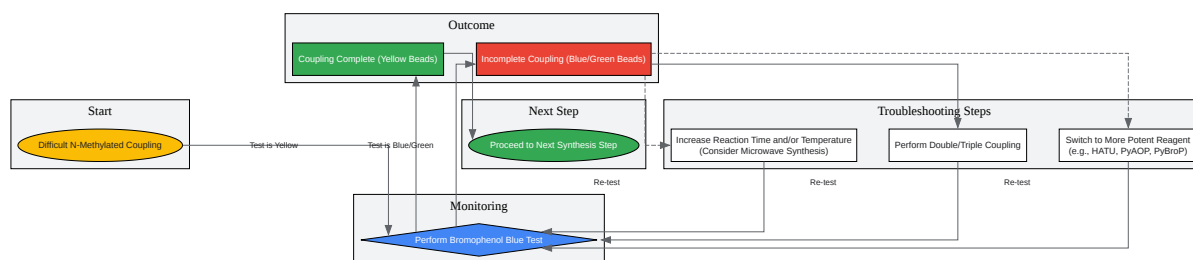 Outcome
Coupling Complete (Yellow Beads)
Incomplete Coupling (Blue/Green Beads)
Start
Difficult N-Methylated Coupling
Test is Yellow
Test is Blue/Green
Next Step
Proceed to Next Synthesis Step
Troubleshooting Steps
Increase Reaction Time and/or Temperature
(Consider Microwave Synthesis)
Perform Double/Triple Coupling
Switch to More Potent Reagent
(e.g., HATU, PyAOP, PyBroP)
Re-test
Re-test
Re-test
Monitoring
Perform Bromophenol Blue Test